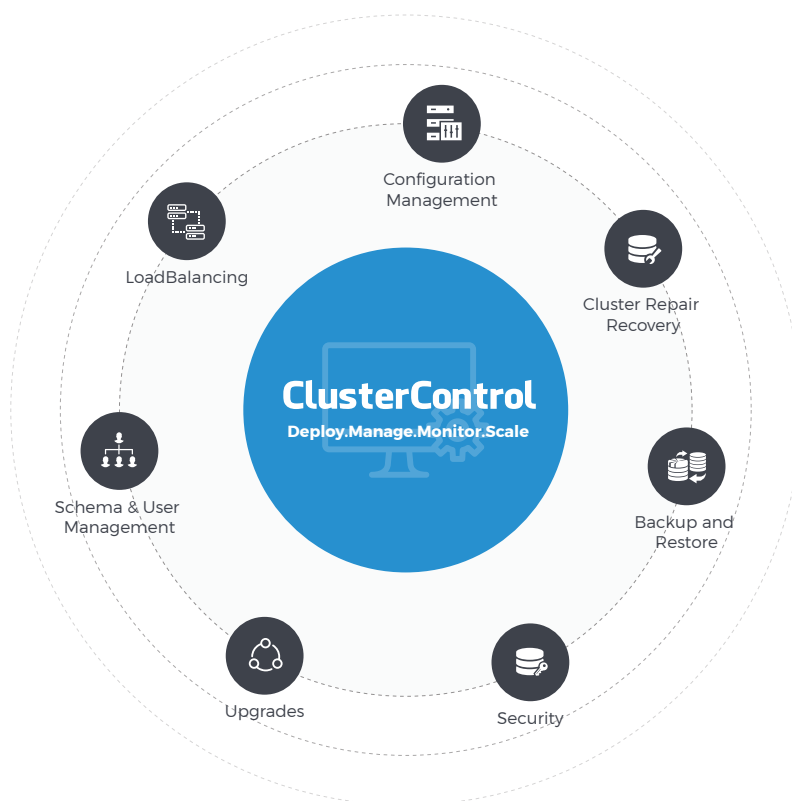 Configuration
Management
LoadBalancing
Cluster Repair
Recovery
ClusterControl
Deploy.Manage.Monitor.Scale
Schema & User
Management
Backup and
Restore
Upgrades
Security